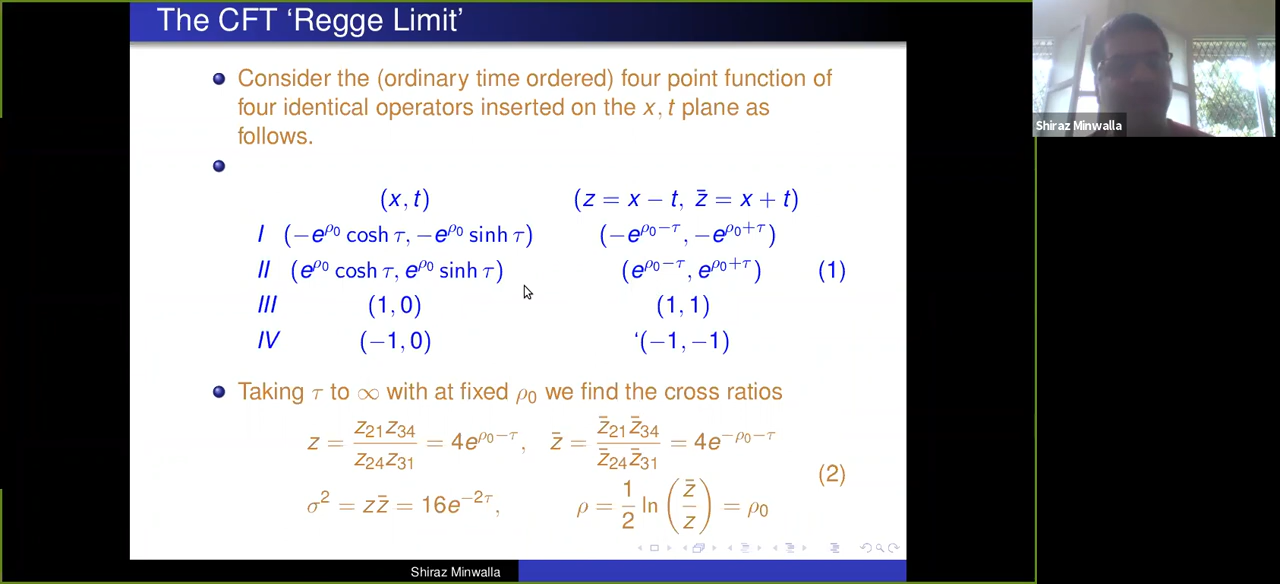 The CFT ‘Regge Limit’
Consider the (ordinary time ordered) four point function of
four identical operators inserted on the x, t plane as
follows.
(x, t) (z = x − t, z̄ = x + t)
I (−e^{ρ₀} cosh τ, −e^{ρ₀} sinh τ) (−e^{ρ₀−τ}, −e^{ρ₀+τ})
II (e^{ρ₀} cosh τ, e^{ρ₀} sinh τ) (e^{ρ₀−τ}, e^{ρ₀+τ}) (1)
III (1, 0) (1, 1)
IV (−1, 0) ‘(−1, −1)
Taking τ to ∞ with at fixed ρ₀ we find the cross ratios
z = \frac{z₂₁z₃₄}{z₂₄z₃₁} = 4e^{ρ₀−τ}, z̄ = \frac{z̄₂₁z̄₃₄}{z̄₂₄z̄₃₁} = 4e^{−ρ₀−τ}
(2)
σ² = zz̄ = 16e^{−2τ}, ρ = \frac{1}{2} ln (\frac{z̄}{z}) = ρ₀
Shiraz Minwalla
Shiraz Minwalla